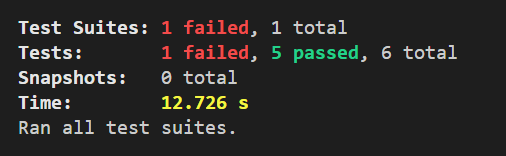 Test Suites: 1 failed, 1 total
Tests:       1 failed, 5 passed, 6 total
Snapshots:   0 total
Time:        12.726 s
Ran all test suites.